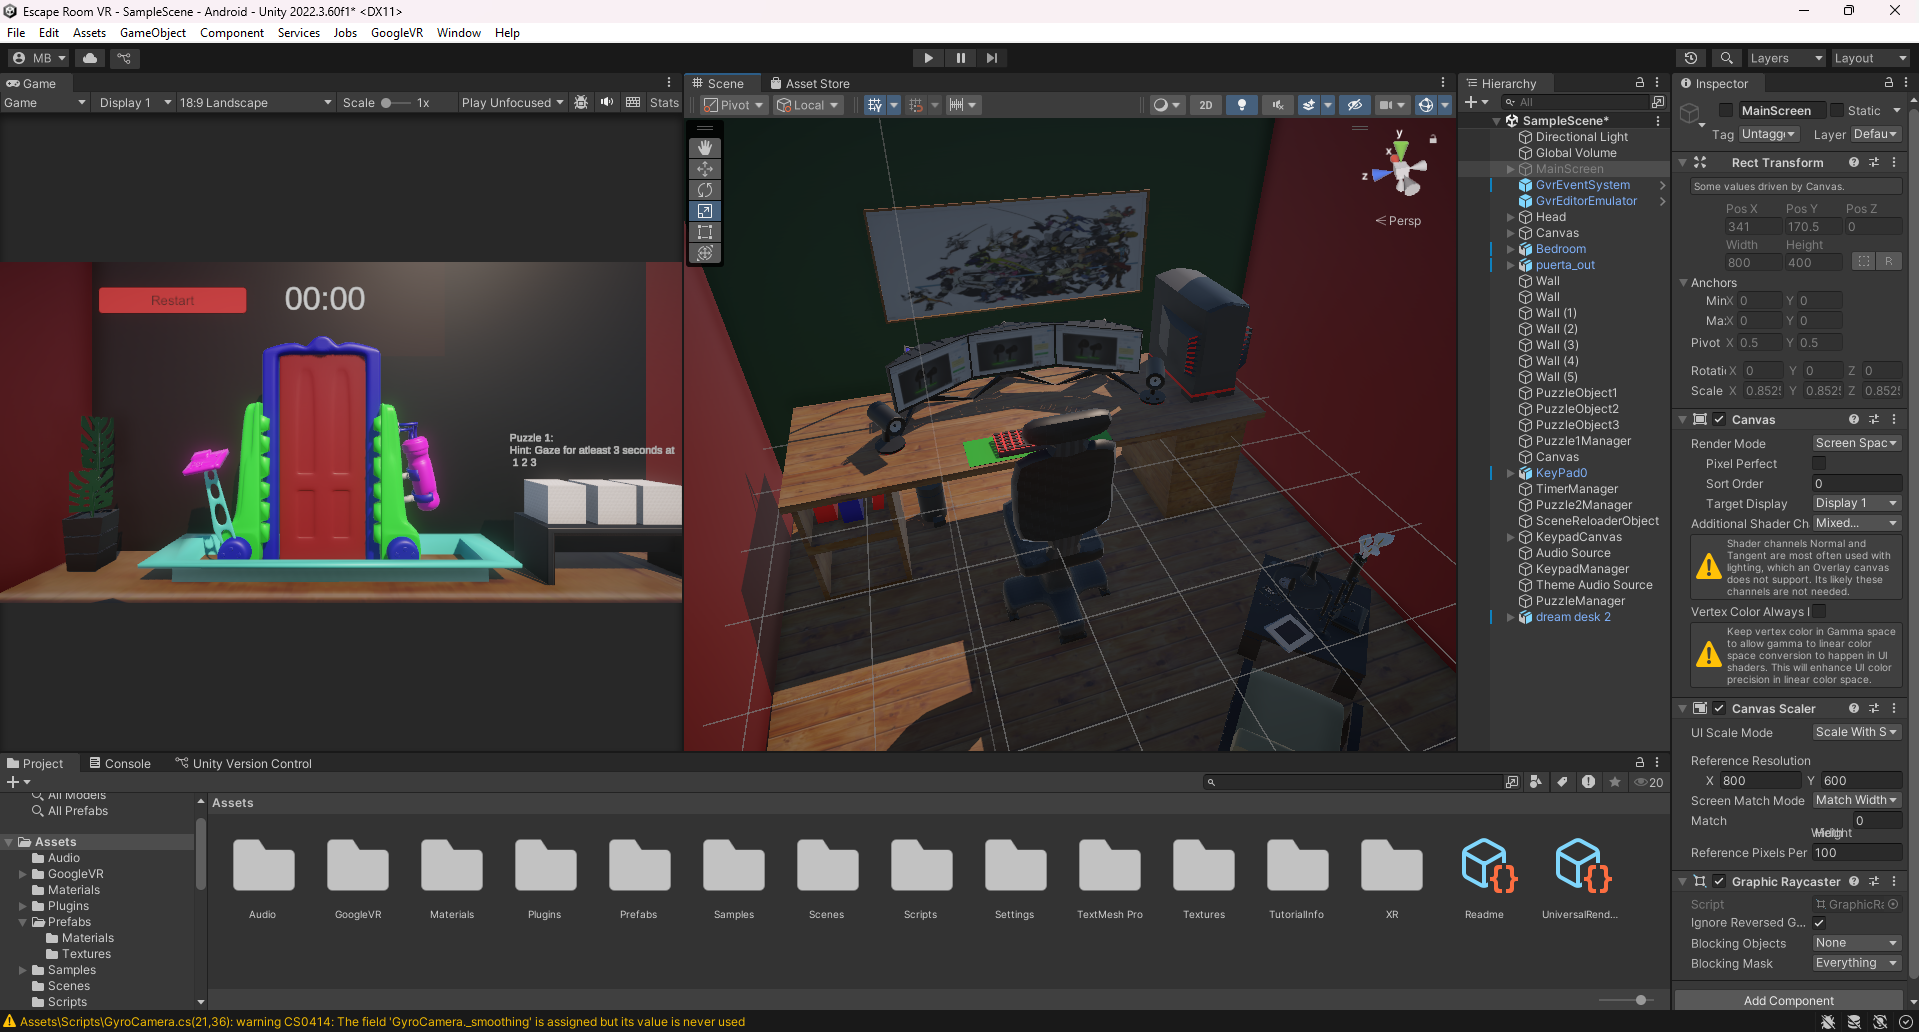 Escape Room VR - SampleScene - Android - Unity 2022.3.60f1* <DX11>
File Edit Assets GameObject Component Services Jobs GoogleVR Window Help
MB
Layers Layout
Game
Game Display 1 18:9 Landscape Scale 1x Play Unfocused Stats
Restart
00:00
Puzzle 1:
Hint: Gaze for atleast 3 seconds at
1 2 3
Scene Asset Store
Pivot Local 2D
y
x
z
Persp
Hierarchy
All
SampleScene*
Directional Light
Global Volume
MainScreen
GvrEventSystem
GvrEditorEmulator
Head
Canvas
Bedroom
puerta_out
Wall
Wall
Wall (1)
Wall (2)
Wall (3)
Wall (4)
Wall (5)
PuzzleObject1
PuzzleObject2
PuzzleObject3
Puzzle1Manager
Canvas
KeyPad0
TimerManager
Puzzle2Manager
SceneReloaderObject
KeypadCanvas
Audio Source
KeypadManager
Theme Audio Source
PuzzleManager
dream desk 2
Inspector
MainScreen Static
Tag Untagge Layer Defau
Rect Transform
Some values driven by Canvas.
Pos X Pos Y Pos Z
341 170.5 0
Width Height
800 400
R
Anchors
Min X 0 Y 0
Max X 0 Y 0
Pivot X 0.5 Y 0.5
Rotati X 0 Y 0 Z 0
Scale X 0.852 Y 0.852 Z 0.852
Canvas
Render Mode Screen Spac
Pixel Perfect
Sort Order 0
Target Display Display 1
Additional Shader Ch Mixed...
Shader channels Normal and
Tangent are most often used with
lighting, which an Overlay canvas
does not support. Its likely these
channels are not needed.
Vertex Color Always I
Keep vertex color in Gamma space
to allow gamma to linear color
space conversion to happen in UI
shaders. This will enhance UI color
precision in linear color space.
Canvas Scaler
UI Scale Mode Scale With S
Reference Resolution
X 800 Y 600
Screen Match Mode Match Width
Match 0
Width Height
Reference Pixels Per 100
Graphic Raycaster
Script GraphicRa
Ignore Reversed G...
Blocking Objects None
Blocking Mask Everything
Add Component
Project Console Unity Version Control
20
All Models
All Prefabs
Assets
Audio
GoogleVR
Materials
Plugins
Prefabs
Materials
Textures
Samples
Scenes
Scripts
Assets
Audio GoogleVR Materials Plugins Prefabs Samples Scenes Scripts Settings TextMesh Pro Textures TutorialInfo XR Readme UniversalRend...
Assets\Scripts\GyroCamera.cs(21,36): warning CS0414: The field 'GyroCamera._smoothing' is assigned but its value is never used